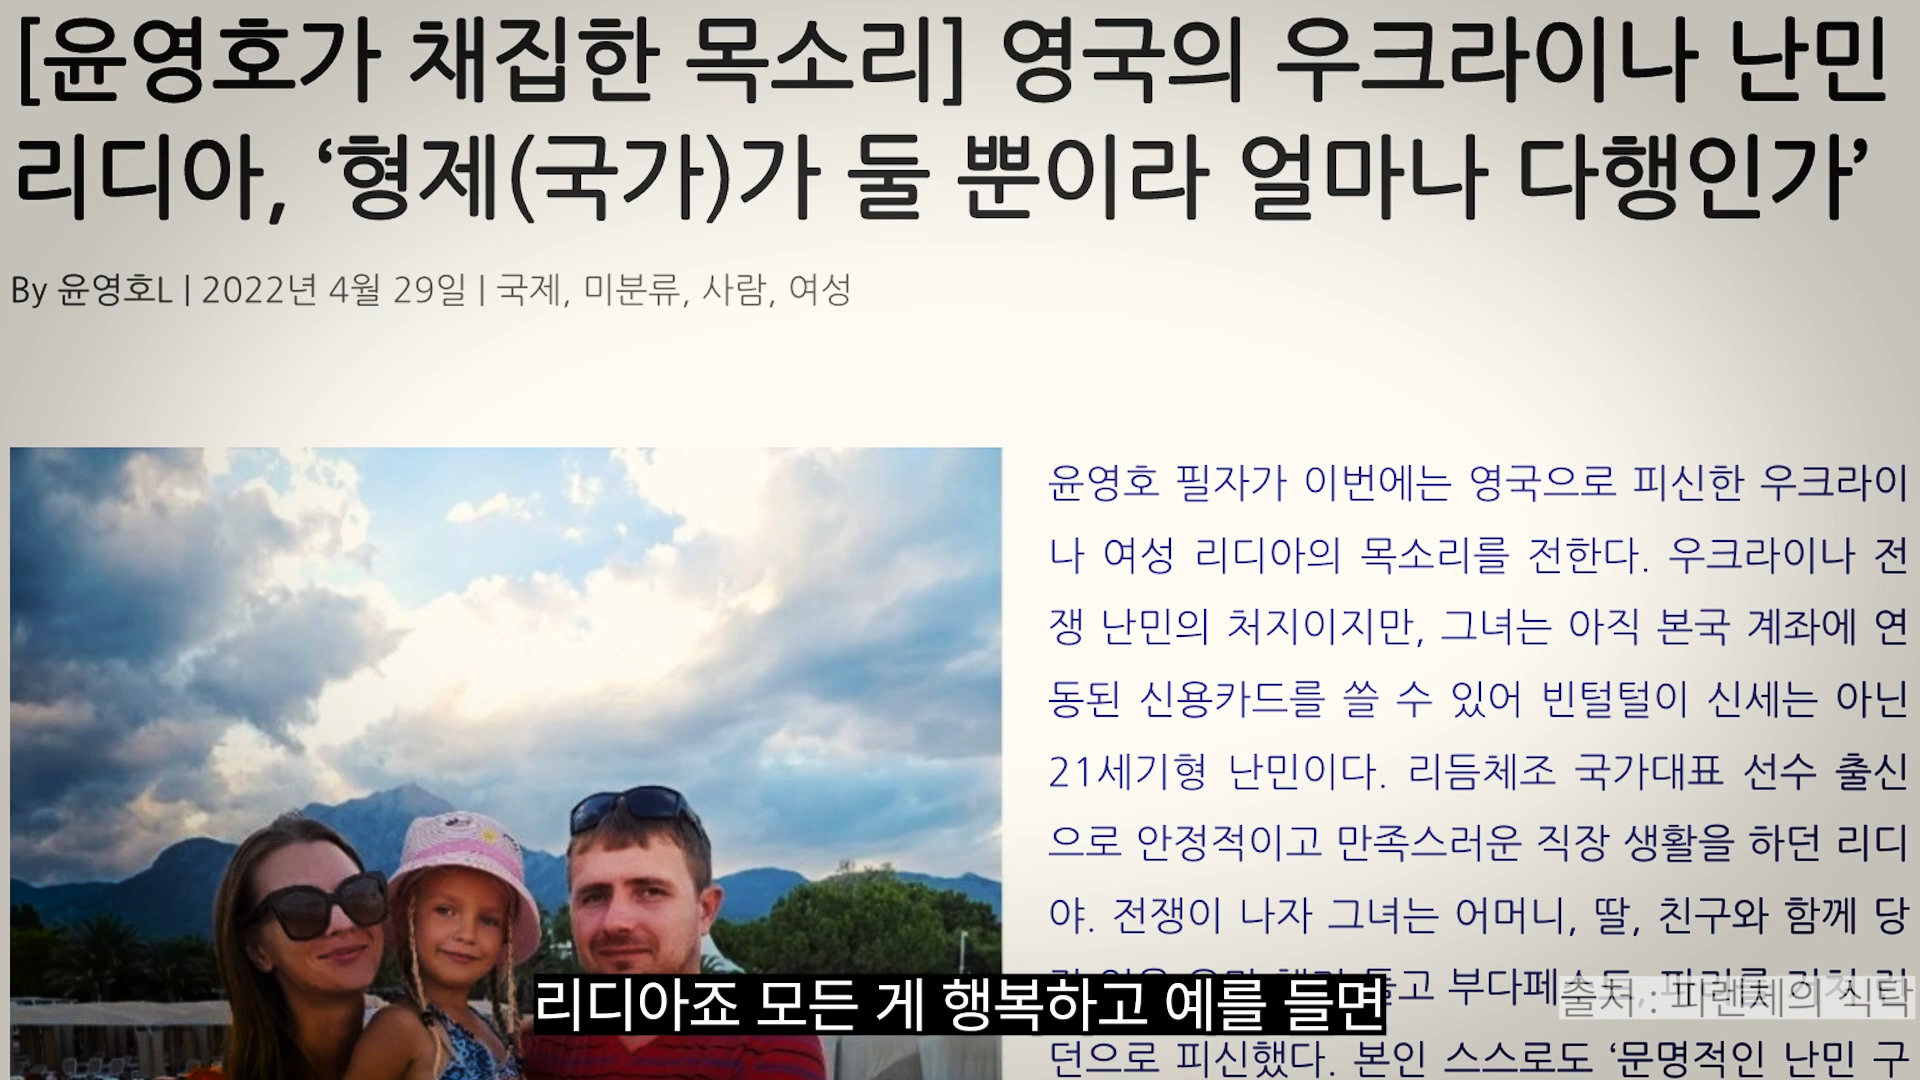 [윤영호가 채집한 목소리] 영국의 우크라이나 난민
리디아, ‘형제(국가)가 둘 뿐이라 얼마나 다행인가’
By 윤영호L | 2022년 4월 29일 | 국제, 미분류, 사람, 여성
윤영호 필자가 이번에는 영국으로 피신한 우크라이
나 여성 리디아의 목소리를 전한다. 우크라이나 전
쟁 난민의 처지이지만, 그녀는 아직 본국 계좌에 연
동된 신용카드를 쓸 수 있어 빈털털이 신세는 아닌
21세기형 난민이다. 리듬체조 국가대표 선수 출신
으로 안정적이고 만족스러운 직장 생활을 하던 리디
야. 전쟁이 나자 그녀는 어머니, 딸, 친구와 함께 당
들고
던으로 피신했다. 본인 스스로도 ‘문명적인 난민 구
리디아죠 모든 게 행복하고 예를 들면
출처 : 피렌체의 식탁